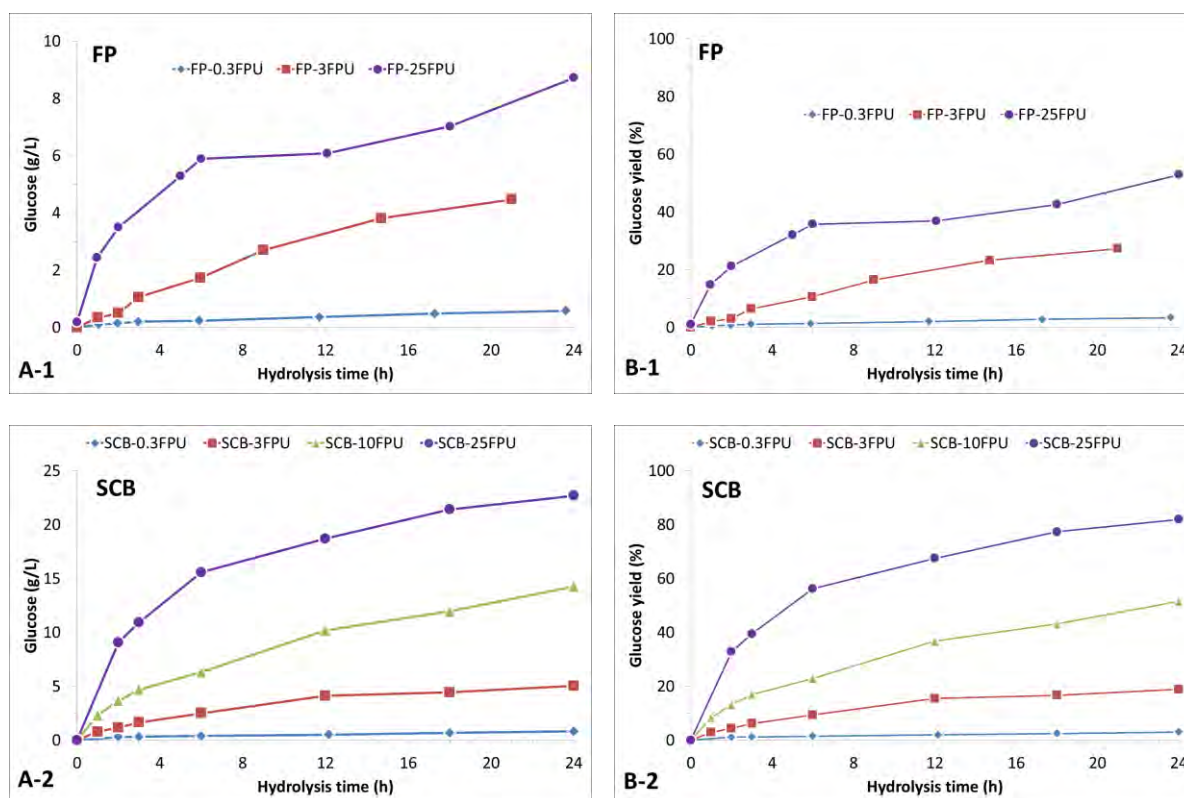 FP
FP-0.3FPU FP-3FPU FP-25FPU
Glucose (g/L)
10
8
6
4
2
0
0 4 8 12 16 20 24
Hydrolysis time (h)
A-1
FP
FP-0.3FPU FP-3FPU FP-25FPU
Glucose yield (%)
100
80
60
40
20
0
0 4 8 12 16 20 24
Hydrolysis time (h)
B-1
SCB-0.3FPU SCB-3FPU SCB-10FPU SCB-25FPU
SCB
Glucose (g/L)
25
20
15
10
5
0
0 4 8 12 16 20 24
Hydrolysis time (h)
A-2
SCB-0.3FPU SCB-3FPU SCB-10FPU SCB-25FPU
SCB
Glucose yield (%)
100
80
60
40
20
0
0 4 8 12 16 20 24
Hydrolysis time (h)
B-2